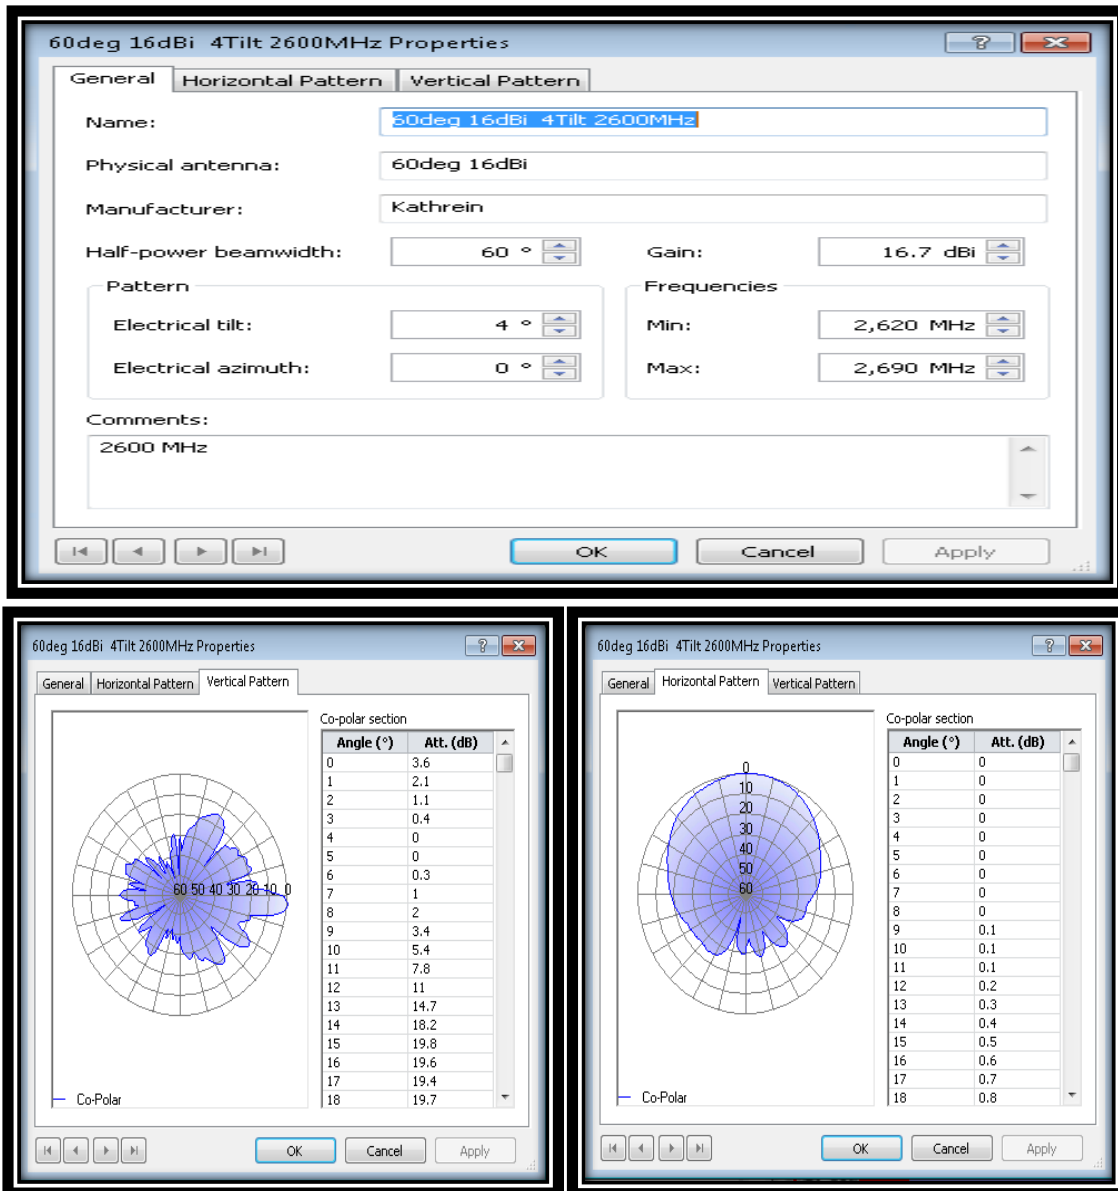 60deg 16dBi 4Tilt 2600MHz Properties
General Horizontal Pattern Vertical Pattern
Name: 60deg 16dBi 4Tilt 2600MHz
Physical antenna: 60deg 16dBi
Manufacturer: Kathrein
Half-power beamwidth: 60 ° Gain: 16.7 dBi
Pattern Frequencies
Electrical tilt: 4 ° Min: 2,620 MHz
Electrical azimuth: 0 ° Max: 2,690 MHz
Comments:
2600 MHz
OK Cancel Apply
60deg 16dBi 4Tilt 2600MHz Properties
General Horizontal Pattern Vertical Pattern
Co-polar section
Angle (°) Att. (dB)
0 3.6
1 2.1
2 1.1
3 0.4
4 0
5 0
6 0.3
7 1
8 2
9 3.4
10 5.4
11 7.8
12 11
13 14.7
14 18.2
15 19.8
16 19.6
17 19.4
18 19.7
60 50 40 30 20 10 0
Co-Polar
OK Cancel Apply
60deg 16dBi 4Tilt 2600MHz Properties
General Horizontal Pattern Vertical Pattern
Co-polar section
Angle (°) Att. (dB)
0 0
1 0
2 0
3 0
4 0
5 0
6 0
7 0
8 0
9 0.1
10 0.1
11 0.1
12 0.2
13 0.3
14 0.4
15 0.5
16 0.6
17 0.7
18 0.8
0
10
20
30
40
50
60
Co-Polar
OK Cancel Apply